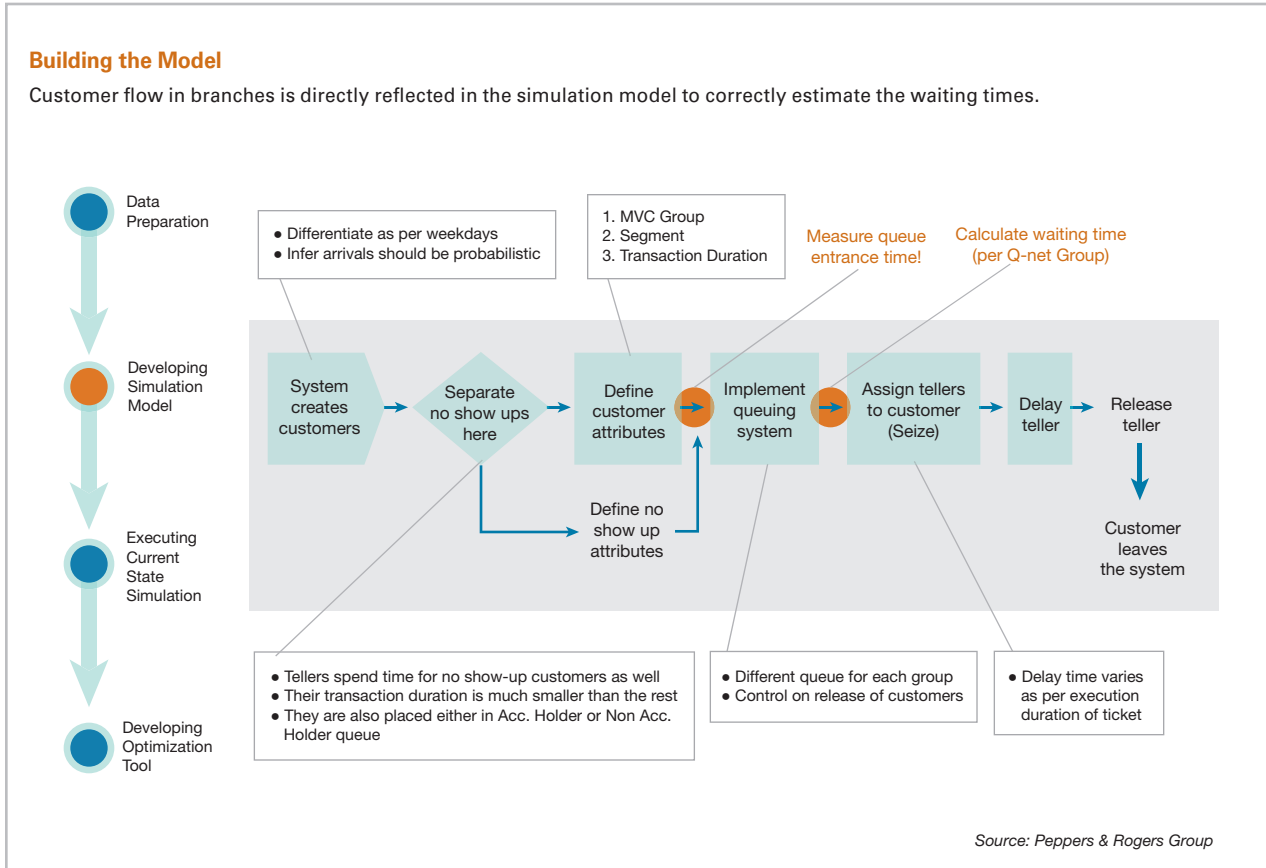 Building the Model
Customer flow in branches is directly reflected in the simulation model to correctly estimate the waiting times.
Data
Preparation
Developing
Simulation
Model
Executing
Current
State
Simulation
Developing
Optimization
Tool
● Differentiate as per weekdays
● Infer arrivals should be probabilistic
1. MVC Group
2. Segment
3. Transaction Duration
Measure queue
entrance time!
Calculate waiting time
(per Q-net Group)
System
creates
customers
Separate
no show ups
here
Define
customer
attributes
Implement
queuing
system
Assign tellers
to customer
(Seize)
Delay
teller
Release
teller
Define no
show up
attributes
Customer
leaves
the system
● Tellers spend time for no show-up customers as well
● Their transaction duration is much smaller than the rest
● They are also placed either in Acc. Holder or Non Acc.
Holder queue
● Different queue for each group
● Control on release of customers
● Delay time varies
as per execution
duration of ticket
Source: Peppers & Rogers Group